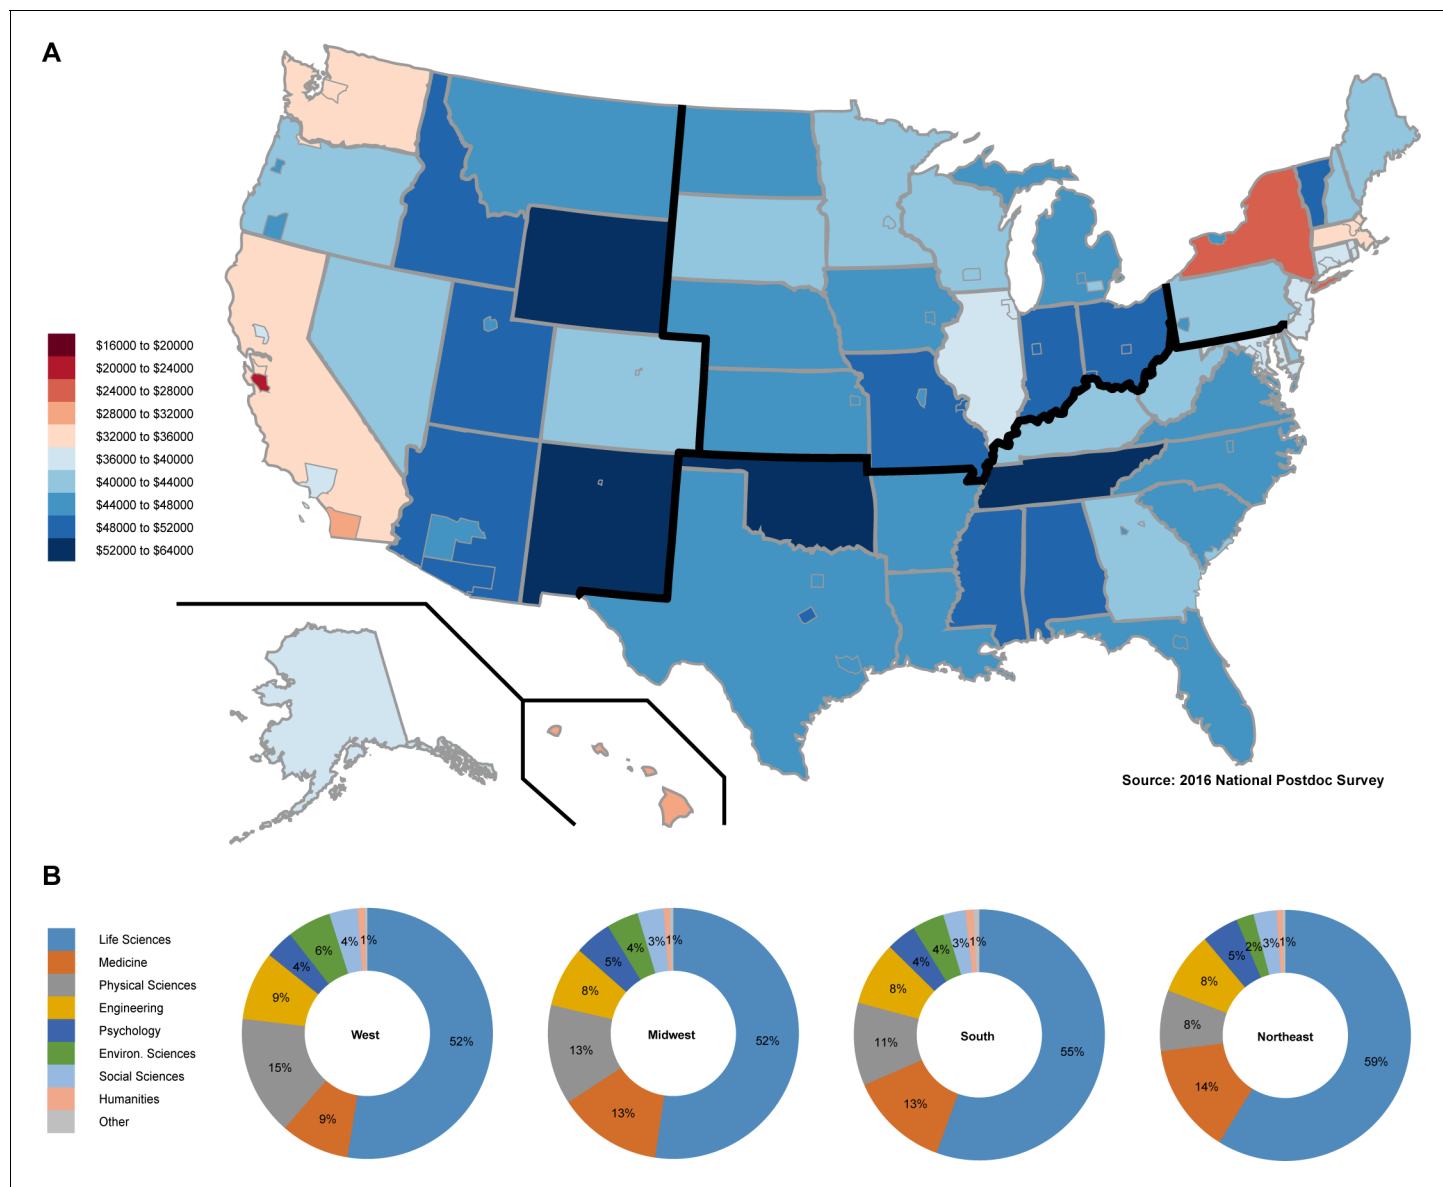 A
$16000 to $20000
$20000 to $24000
$24000 to $28000
$28000 to $32000
$32000 to $36000
$36000 to $40000
$40000 to $44000
$44000 to $48000
$48000 to $52000
$52000 to $64000
Source: 2016 National Postdoc Survey
B
Life Sciences
Medicine
Physical Sciences
Engineering
Psychology
Environ. Sciences
Social Sciences
Humanities
Other
West
52%
9%
15%
9%
4%
6%
4%
1%
Midwest
52%
13%
13%
8%
5%
4%
3%
1%
South
55%
13%
11%
8%
4%
4%
3%
1%
Northeast
59%
14%
8%
8%
5%
2%
3%
1%